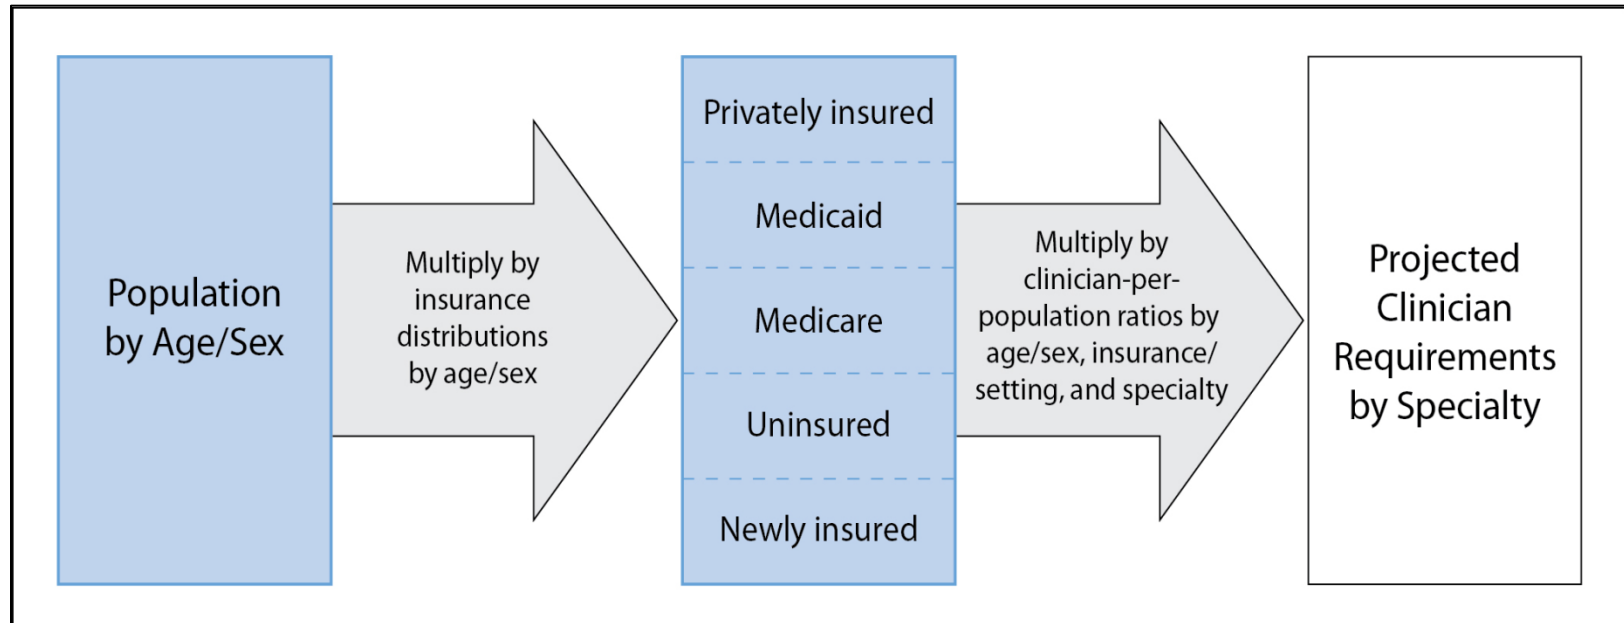 Population
by Age/Sex
Multiply by
insurance
distributions
by age/sex
Privately insured
Medicaid
Medicare
Uninsured
Newly insured
Multiply by
clinician-per-
population ratios by
age/sex, insurance/
setting, and specialty
Projected
Clinician
Requirements
by Specialty